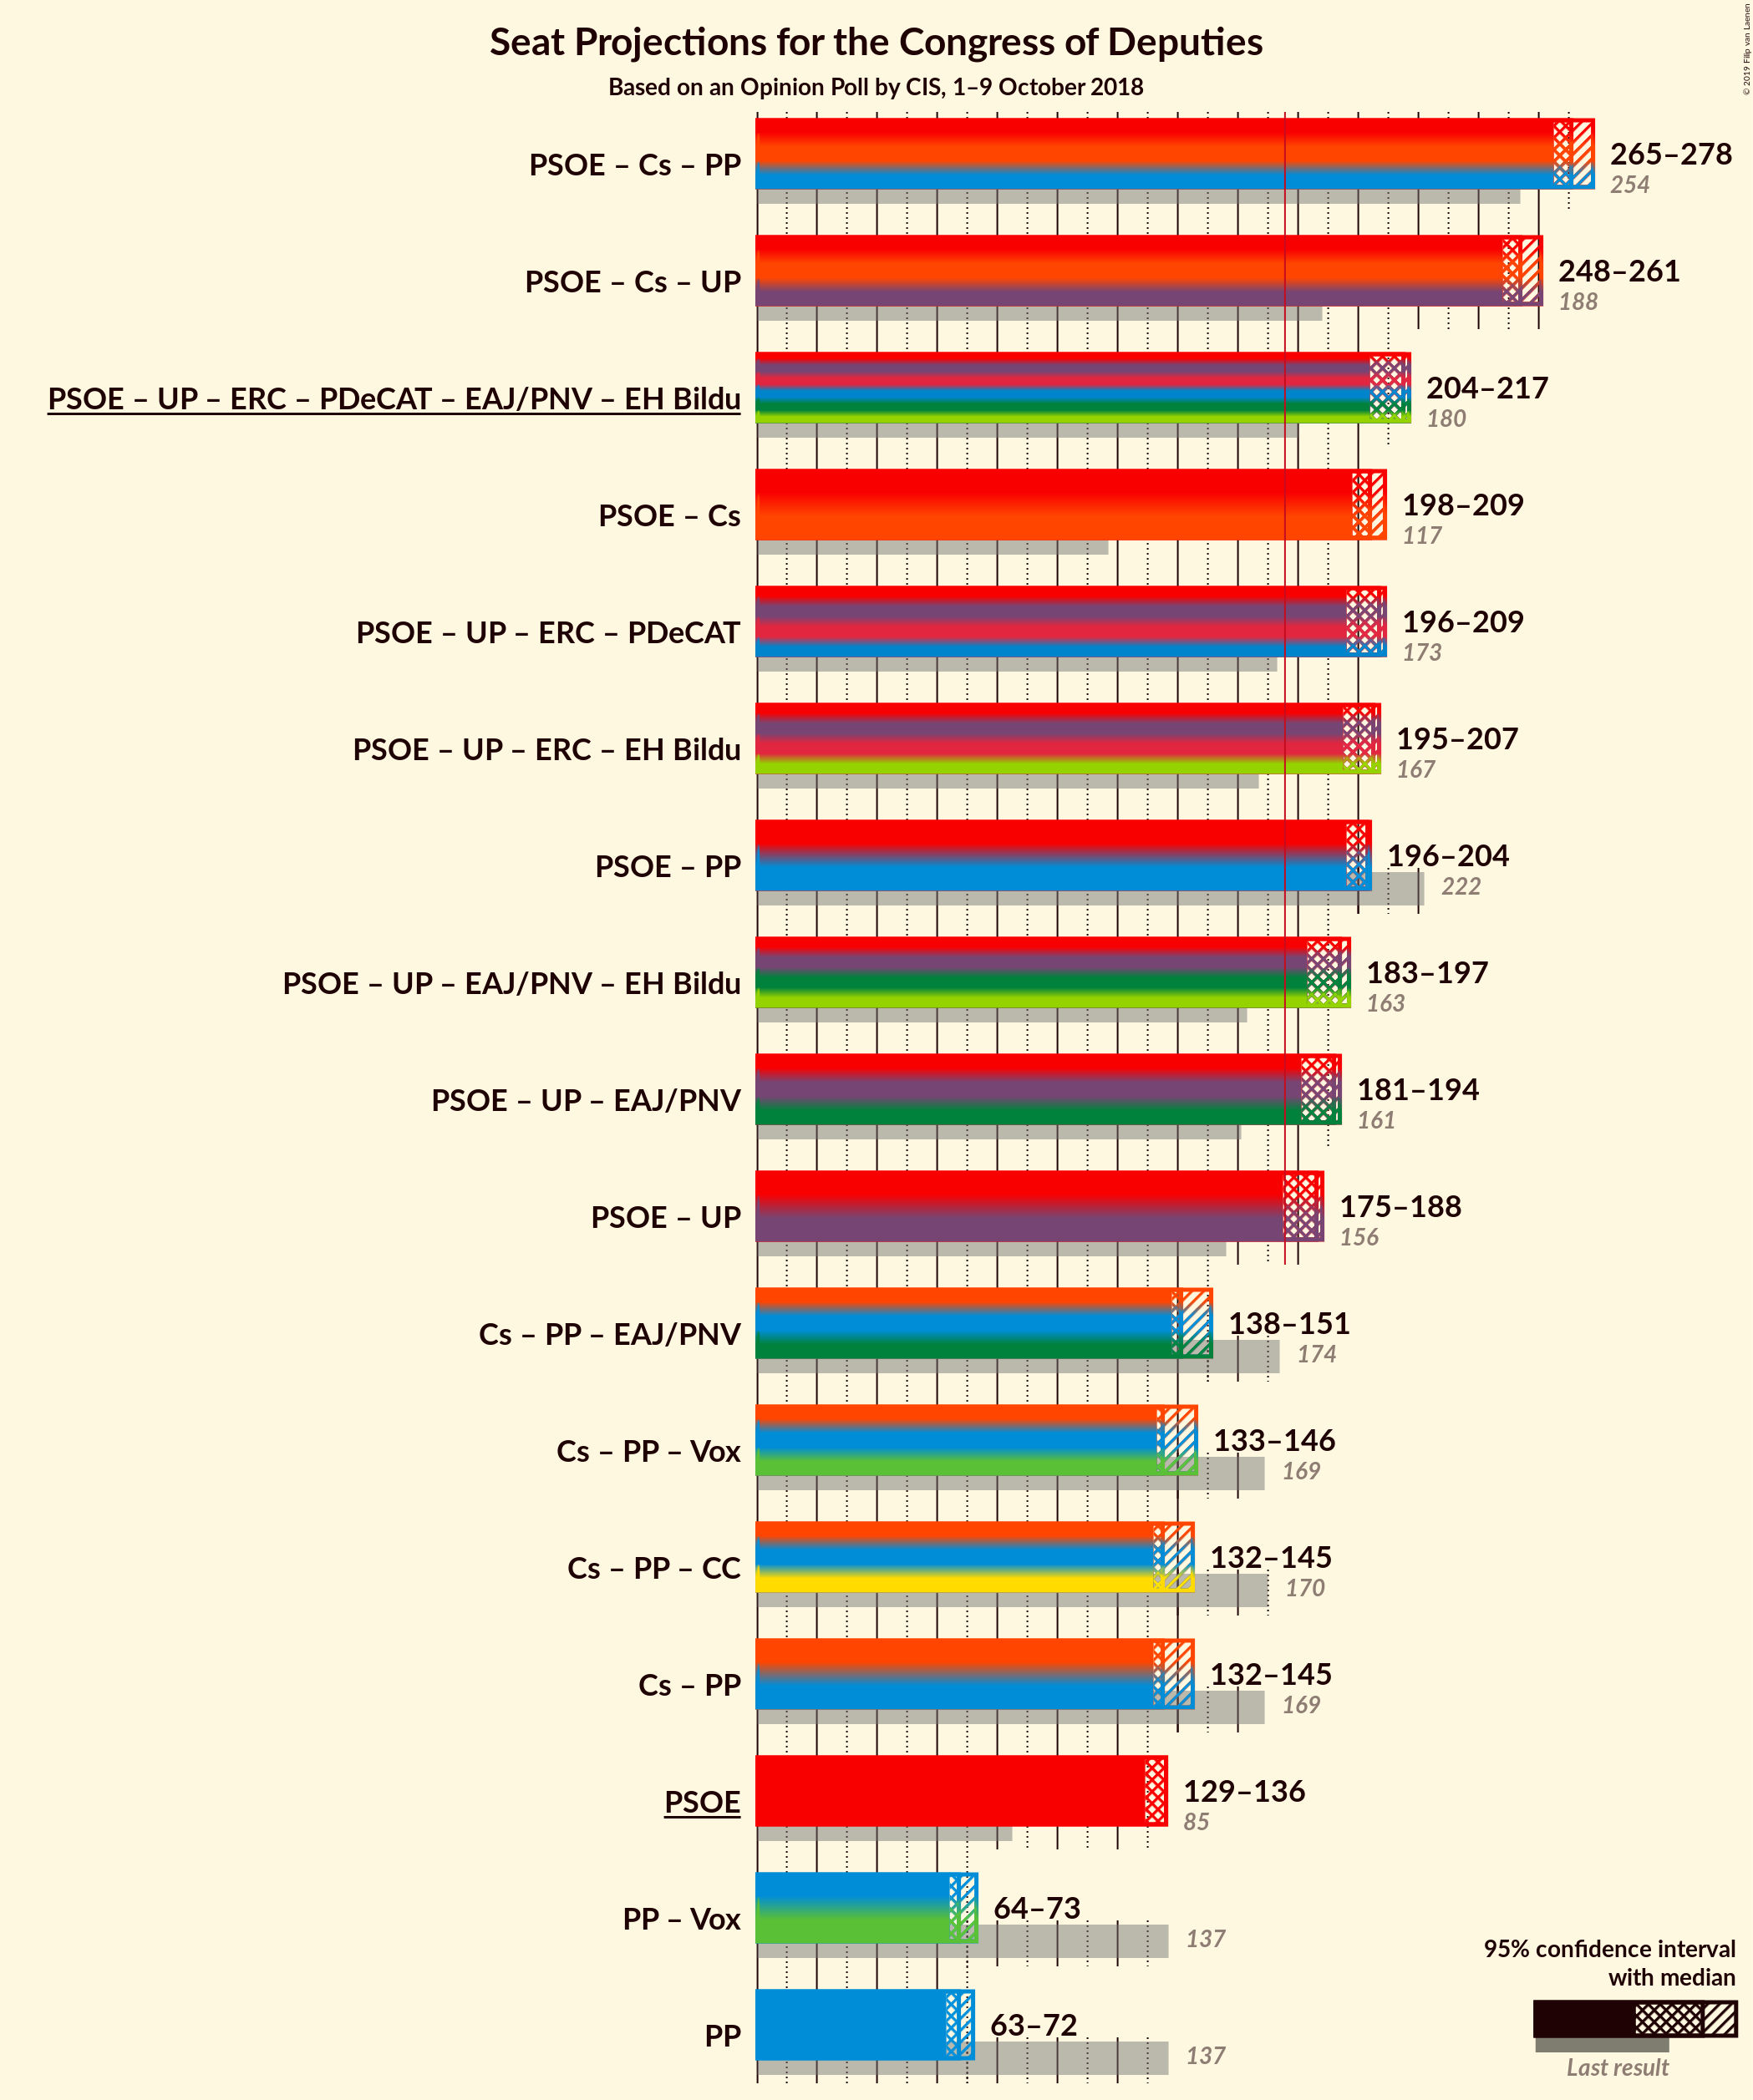 Seat Projections for the Congress of Deputies
Based on an Opinion Poll by CIS, 1–9 October 2018
© 2019 Filip van Laenen
PSOE – Cs – PP
265–278
254
PSOE – Cs – UP
248–261
188
PSOE – UP – ERC – PDeCAT – EAJ/PNV – EH Bildu
204–217
180
PSOE – Cs
198–209
117
PSOE – UP – ERC – PDeCAT
196–209
173
PSOE – UP – ERC – EH Bildu
195–207
167
PSOE – PP
196–204
222
PSOE – UP – EAJ/PNV – EH Bildu
183–197
163
PSOE – UP – EAJ/PNV
181–194
161
PSOE – UP
175–188
156
Cs – PP – EAJ/PNV
138–151
174
Cs – PP – Vox
133–146
169
Cs – PP – CC
132–145
170
Cs – PP
132–145
169
PSOE
129–136
85
PP – Vox
64–73
137
PP
63–72
137
95% confidence interval
with median
Last result